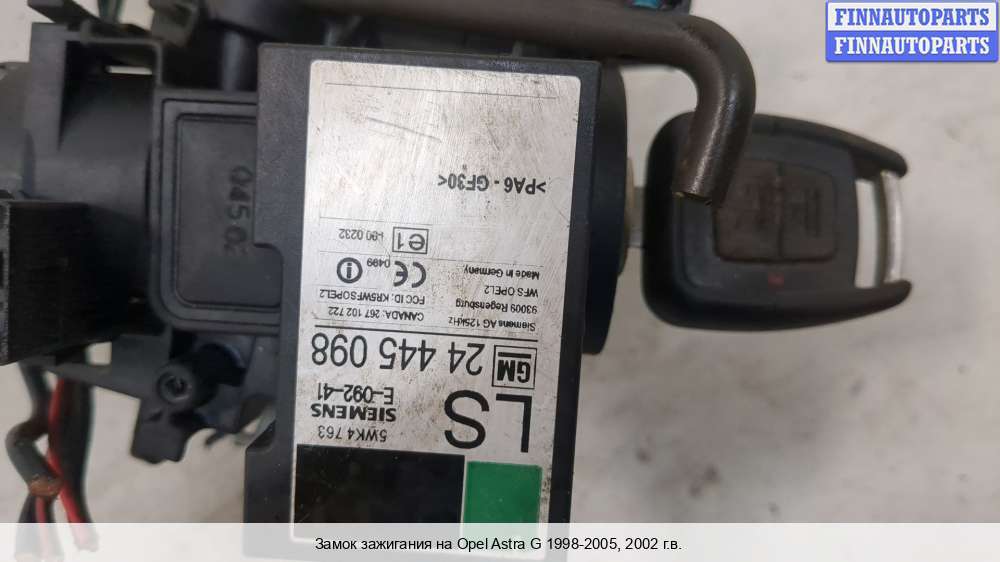 FINNAUTOPARTS
FINNAUTOPARTS
5WK4 763
SIEMENS
E-092-41
LS
GM 24 445 098
Siemens AG 125kHz
93009 Regensburg
WFS OPEL2
Made in Germany
CANADA: 267 102 722
FCC ID: KR5WFSOPEL2
CE 0499
e1
>PA6 - GF30<
Замок зажигания на Opel Astra G 1998-2005, 2002 г.в.